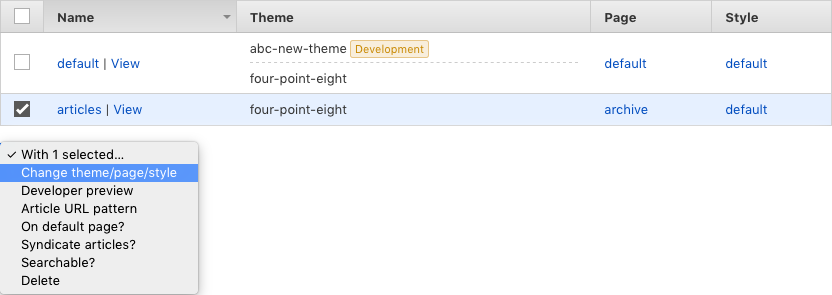 Name Theme Page Style
abc-new-theme Development
default | View default default
four-point-eight
articles | View four-point-eight archive default
✓ With 1 selected...
Change theme/page/style
Developer preview
Article URL pattern
On default page?
Syndicate articles?
Searchable?
Delete